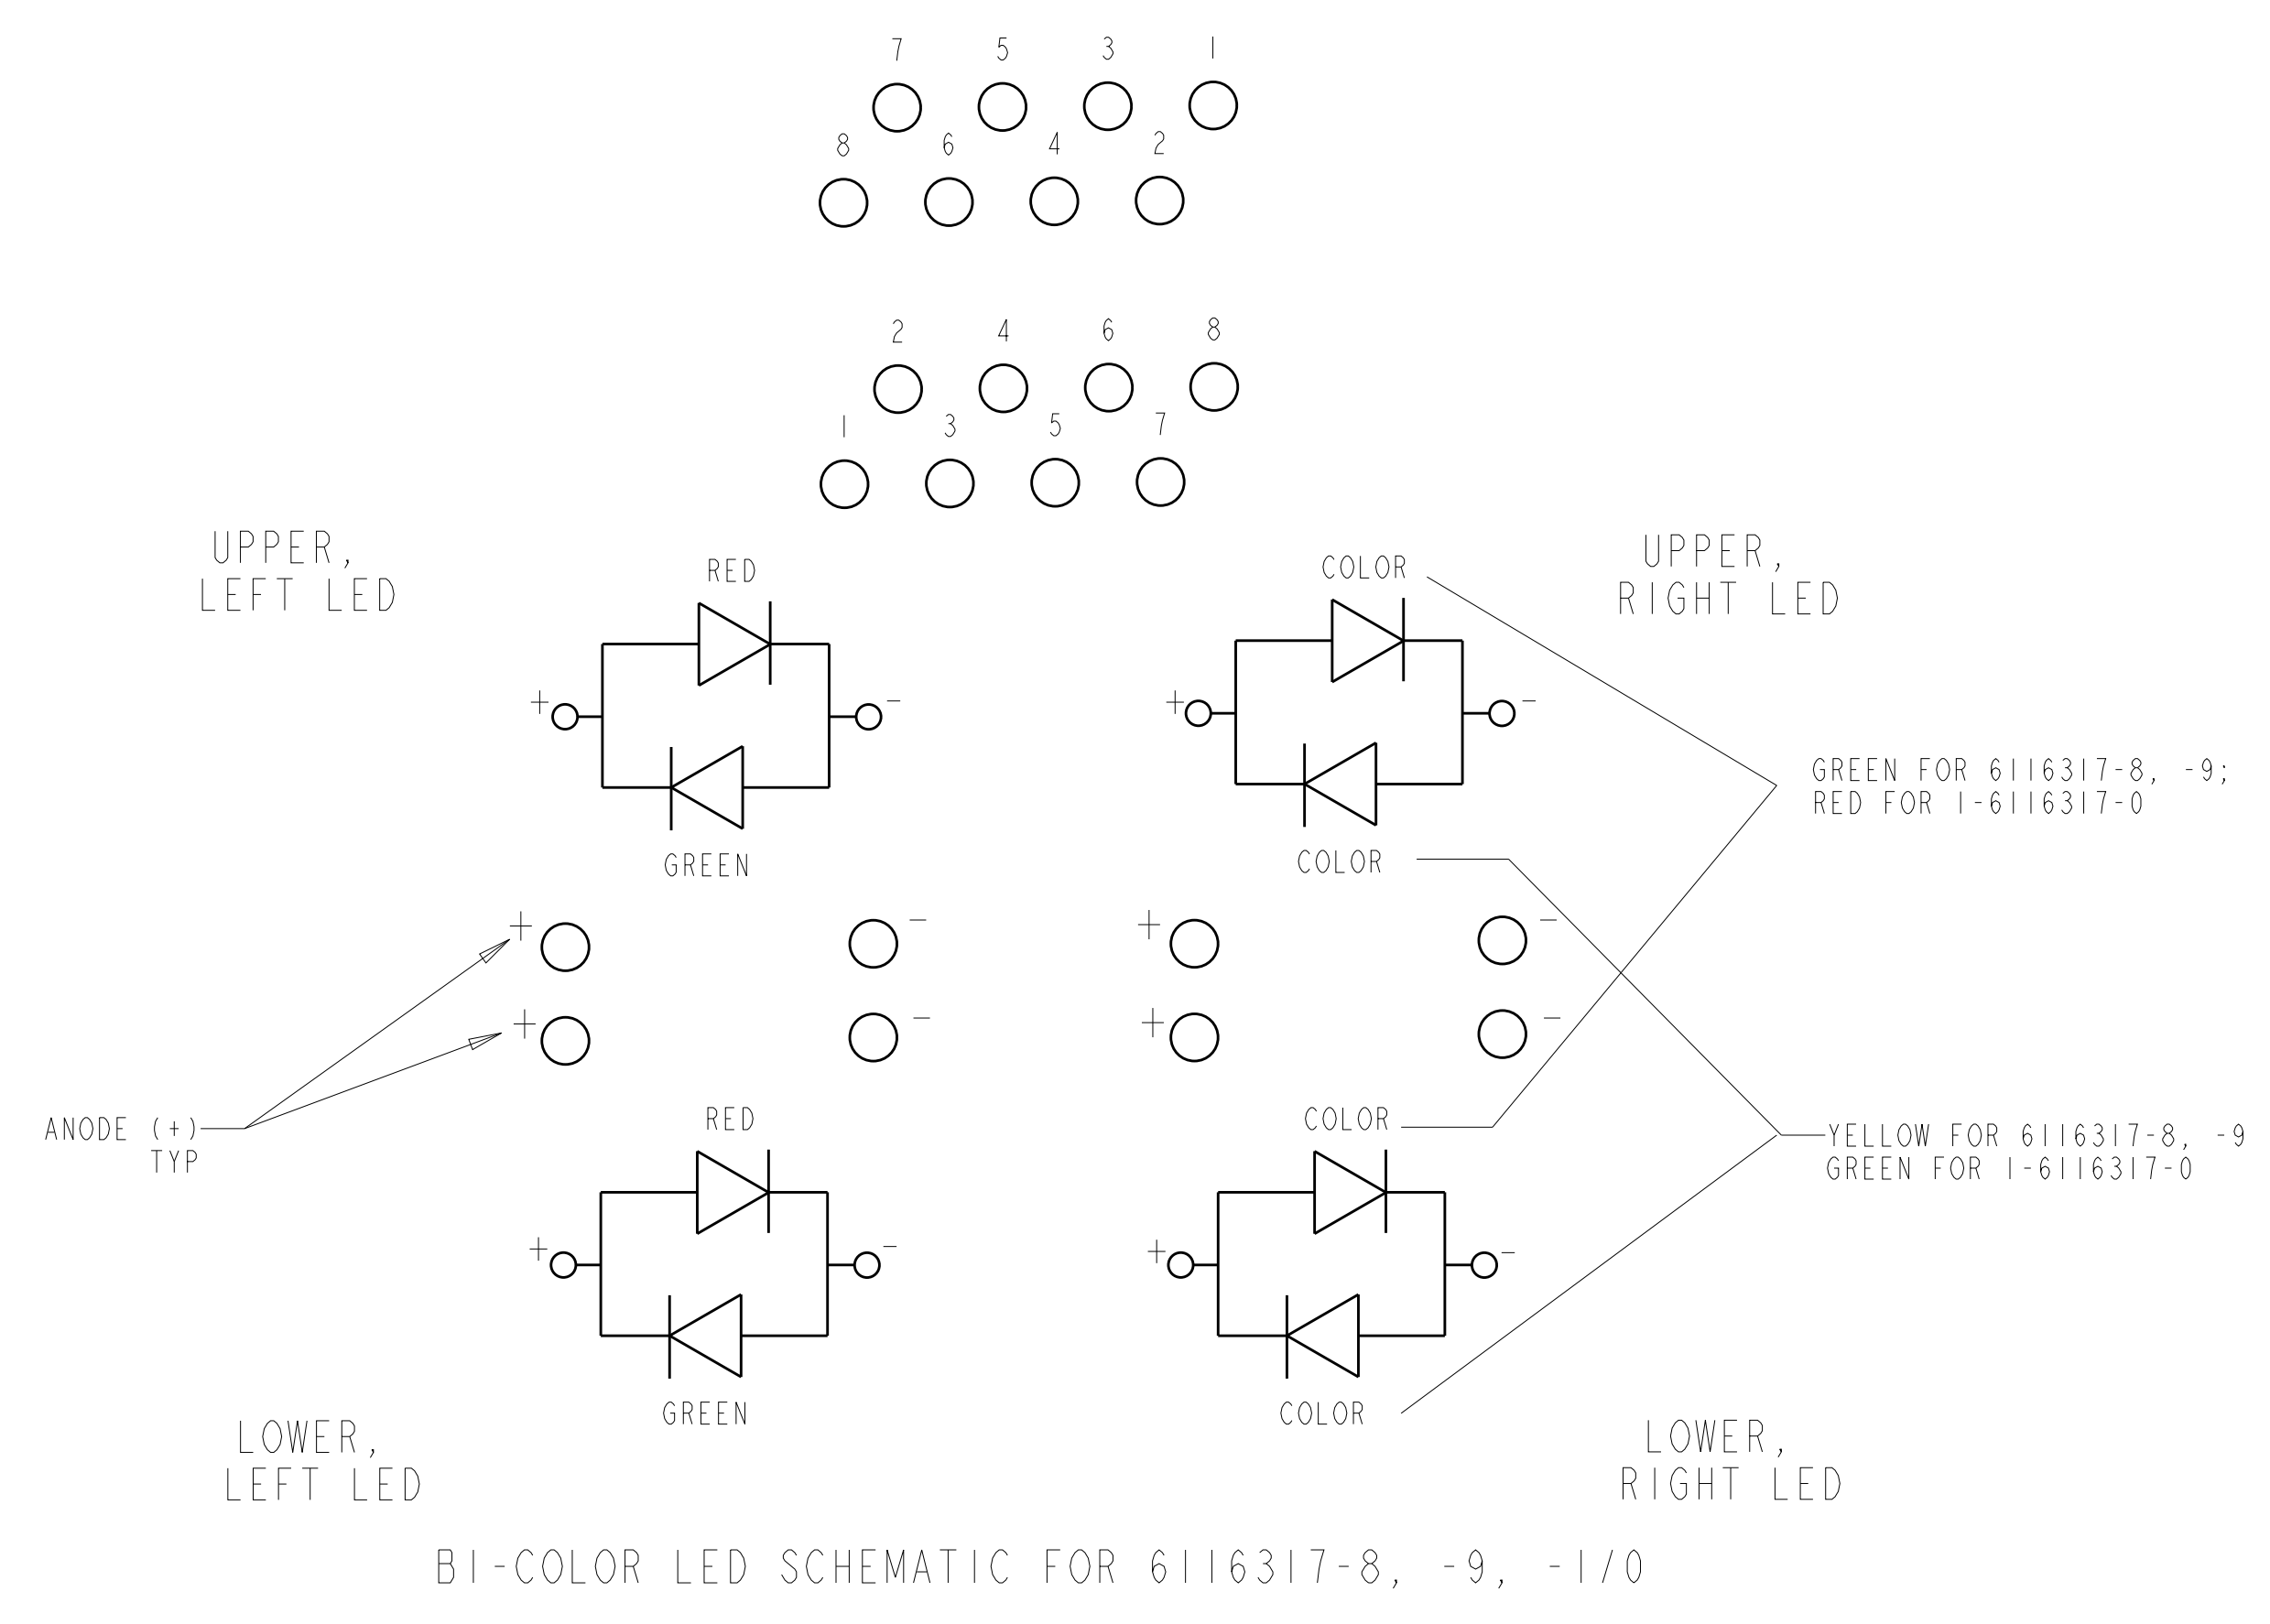 7 5 3 1
8 6 4 2
2 4 6 8
1 3 5 7
UPPER,
LEFT LED
RED
COLOR
UPPER,
RIGHT LED
+ -
+ -
GREEN FOR 6116317-8, -9;
RED FOR 1-6116317-0
GREEN
COLOR
+ - + -
+ - + -
ANODE (+)
TYP
RED
COLOR
YELLOW FOR 6116317-8, -9
GREEN FOR 1-6116317-0
+ -
+ -
GREEN
COLOR
LOWER,
LEFT LED
LOWER,
RIGHT LED
BI-COLOR LED SCHEMATIC FOR 6116317-8, -9, -1/0